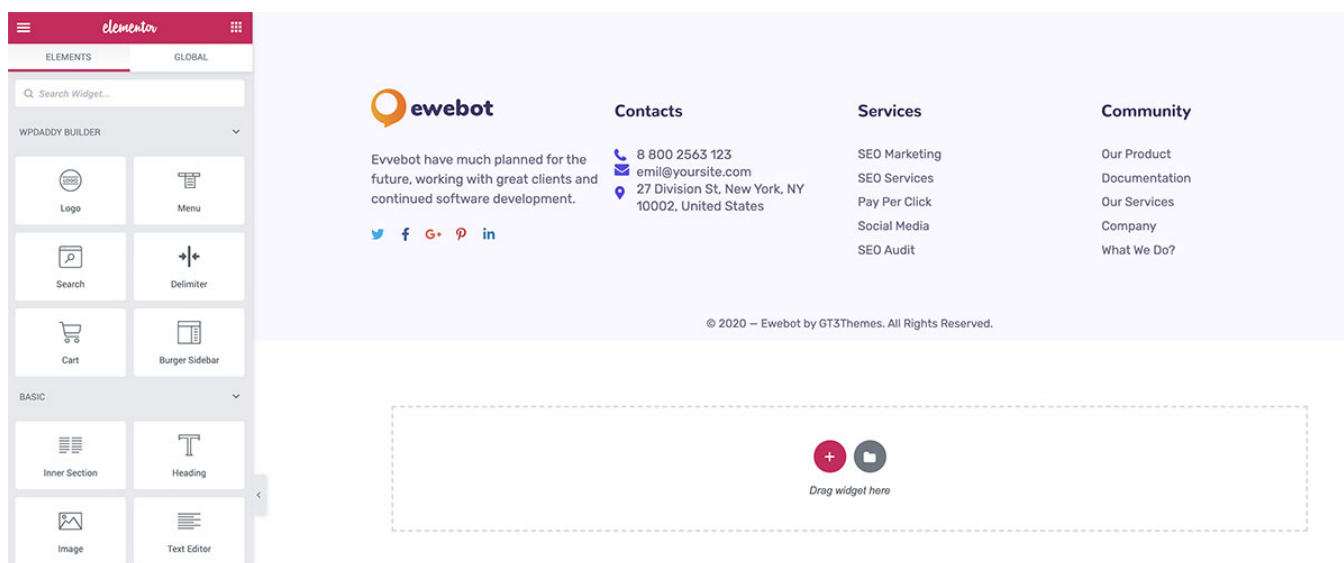 elementor
ELEMENTS GLOBAL
Search Widget...
WPDADDY BUILDER
LOGO
Logo Menu
Search Delimiter
Cart Burger Sidebar
BASIC
Inner Section Heading
Image Text Editor
ewebot
Evvebot have much planned for the
future, working with great clients and
continued software development.
Contacts
8 800 2563 123
emil@yoursite.com
27 Division St, New York, NY
10002, United States
Services
SEO Marketing
SEO Services
Pay Per Click
Social Media
SEO Audit
Community
Our Product
Documentation
Our Services
Company
What We Do?
© 2020 — Ewebot by GT3Themes. All Rights Reserved.
Drag widget here